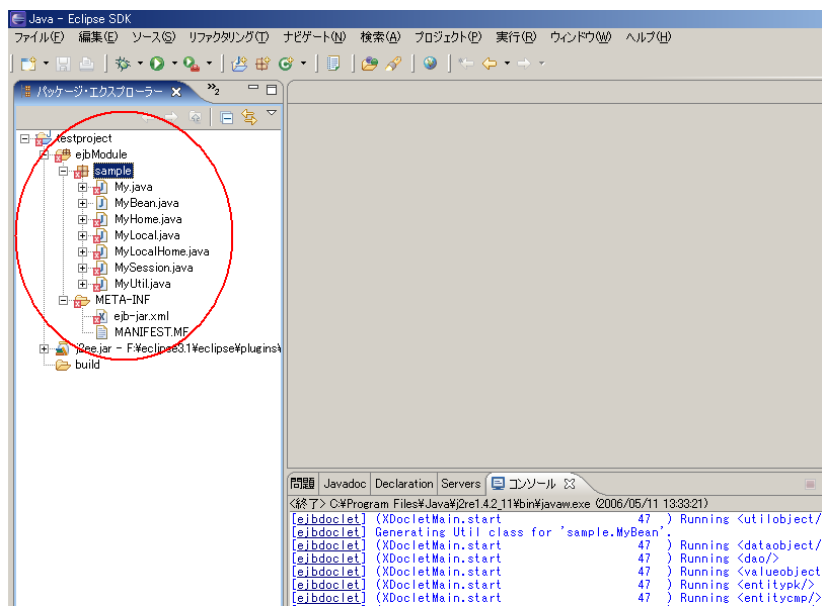 Java - Eclipse SDK
ファイル(F) 編集(E) ソース(S) リファクタリング(T) ナビゲート(N) 検索(A) プロジェクト(P) 実行(R) ウィンドウ(W) ヘルプ(H)
パッケージ・エクスプローラー
2
testproject
ejbModule
sample
My.java
MyBean.java
MyHome.java
MyLocal.java
MyLocalHome.java
MySession.java
MyUtil.java
META-INF
ejb-jar.xml
MANIFEST.MF
j2ee.jar - F:¥eclipse3.1¥eclipse¥plugins¥
build
問題 Javadoc Declaration Servers コンソール
<終了> C:¥Program Files¥Java¥j2re1.4.2_11¥bin¥javaw.exe (2006/05/11 13:33:21)
[ejbdoclet] (XDocletMain.start 47 ) Running <utilobject/
[ejbdoclet] Generating Util class for 'sample.MyBean'.
[ejbdoclet] (XDocletMain.start 47 ) Running <dataobject/
[ejbdoclet] (XDocletMain.start 47 ) Running <dao/>
[ejbdoclet] (XDocletMain.start 47 ) Running <valueobject
[ejbdoclet] (XDocletMain.start 47 ) Running <entitypk/>
[ejbdoclet] (XDocletMain.start 47 ) Running <entitycmp/>